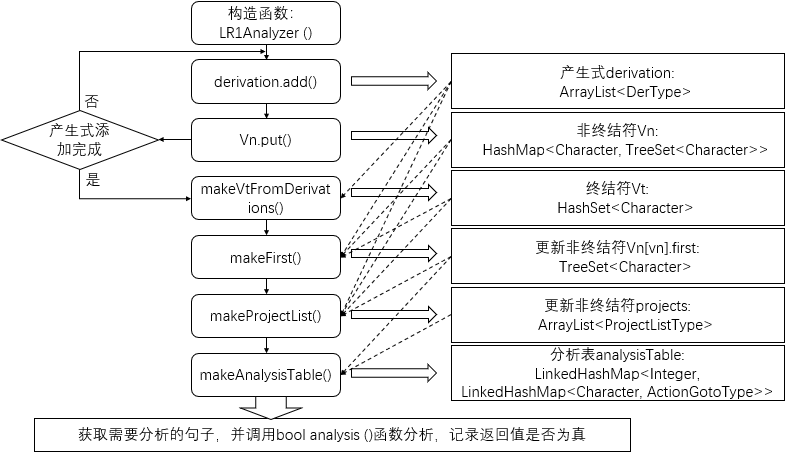 构造函数：
LR1Analyzer ()
derivation.add()
产生式derivation:
ArrayList<DerType>
否
产生式添
加完成
Vn.put()
非终结符Vn:
HashMap<Character, TreeSet<Character>>
是
makeVtFromDerivat
ions()
终结符Vt:
HashSet<Character>
makeFirst()
更新非终结符Vn[vn].first:
TreeSet<Character>
makeProjectList()
更新非终结符projects:
ArrayList<ProjectListType>
makeAnalysisTable()
分析表analysisTable:
LinkedHashMap<Integer,
LinkedHashMap<Character, ActionGotoType>>
获取需要分析的句子，并调用bool analysis ()函数分析，记录返回值是否为真